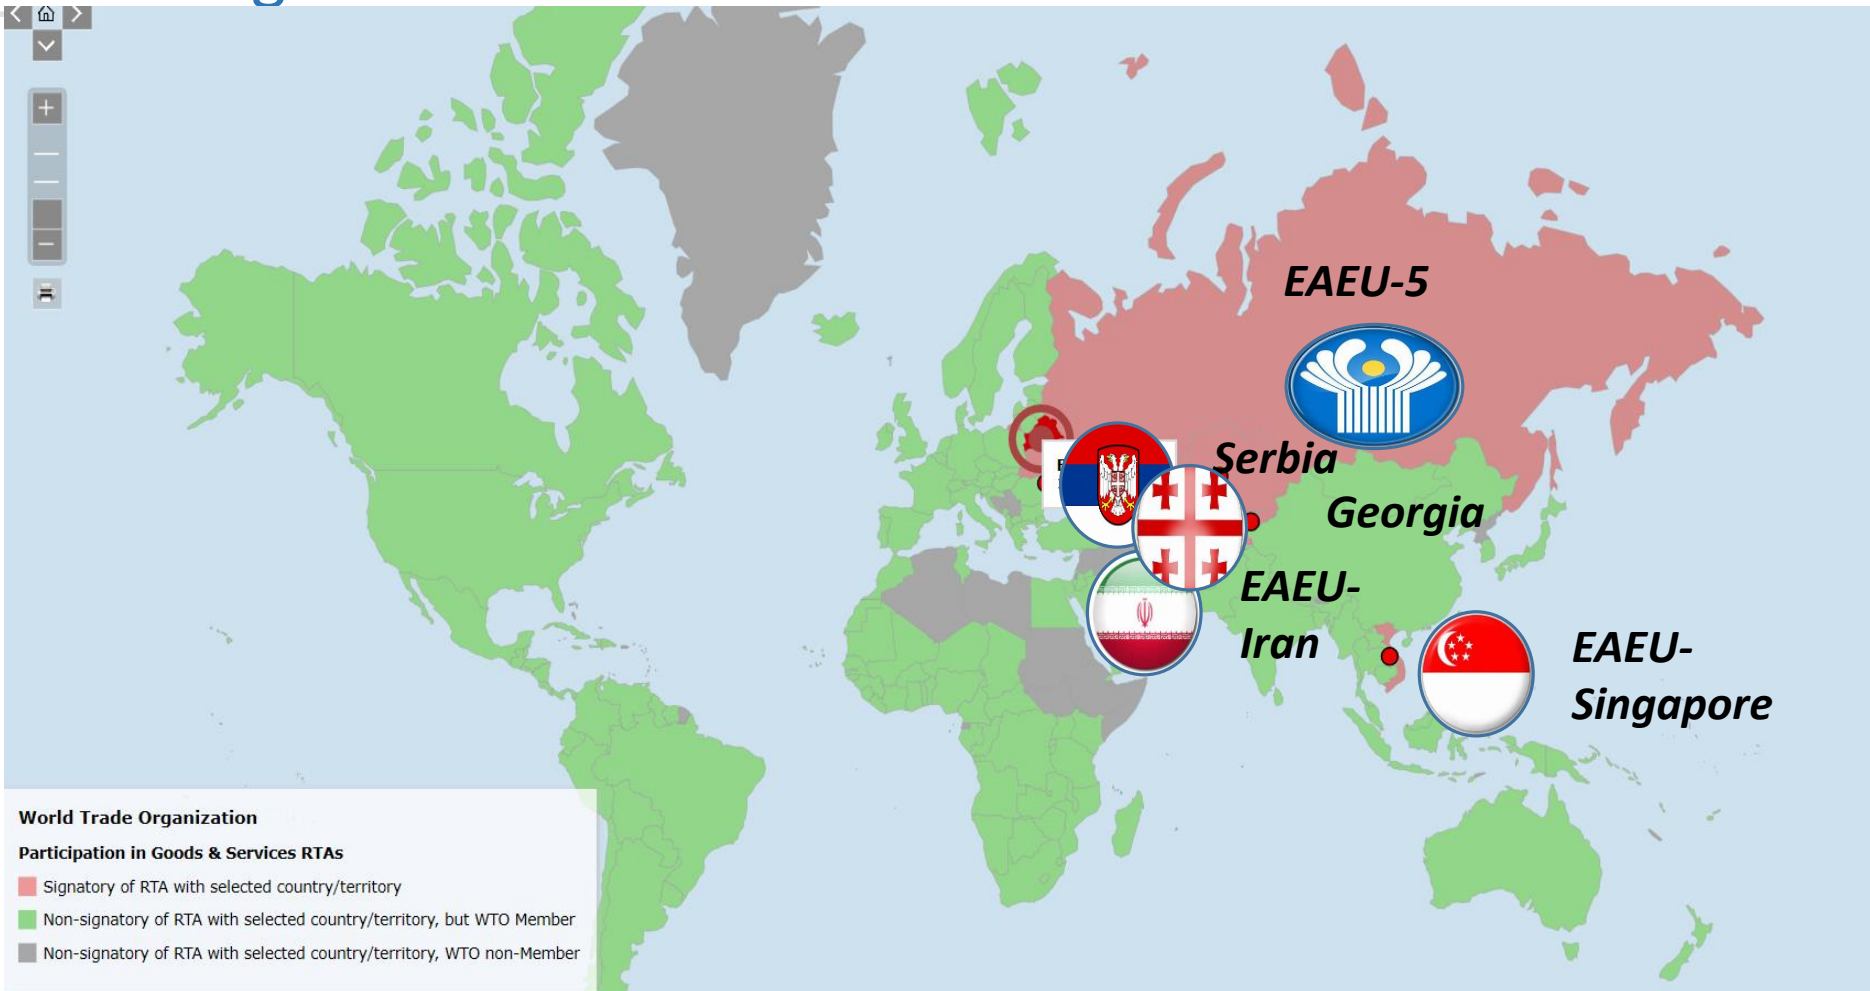 EAEU-5
Serbia
Georgia
EAEU-
Iran
EAEU-
Singapore
World Trade Organization
Participation in Goods & Services RTAs
Signatory of RTA with selected country/territory
Non-signatory of RTA with selected country/territory, but WTO Member
Non-signatory of RTA with selected country/territory, WTO non-Member